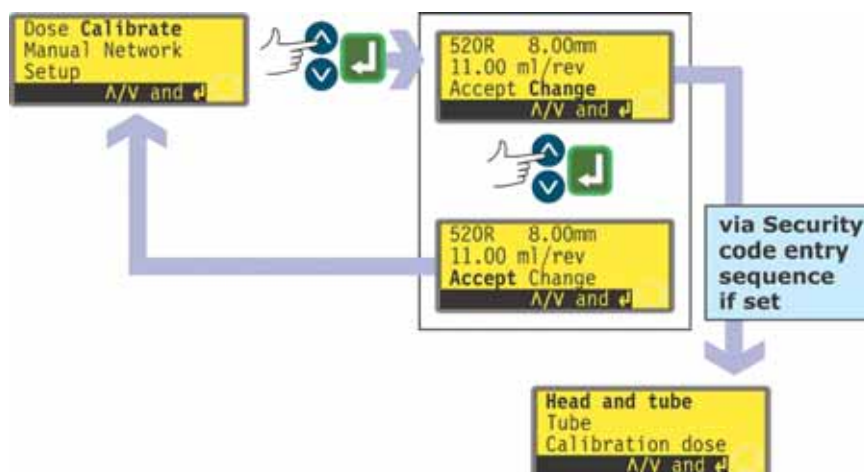 Dose Calibrate
Manual Network
Setup
Λ/V and ↲
520R 8.00mm
11.00 ml/rev
Accept Change
Λ/V and ↲
520R 8.00mm
11.00 ml/rev
Accept Change
Λ/V and ↲
via Security
code entry
sequence
if set
Head and tube
Tube
Calibration dose
Λ/V and ↲